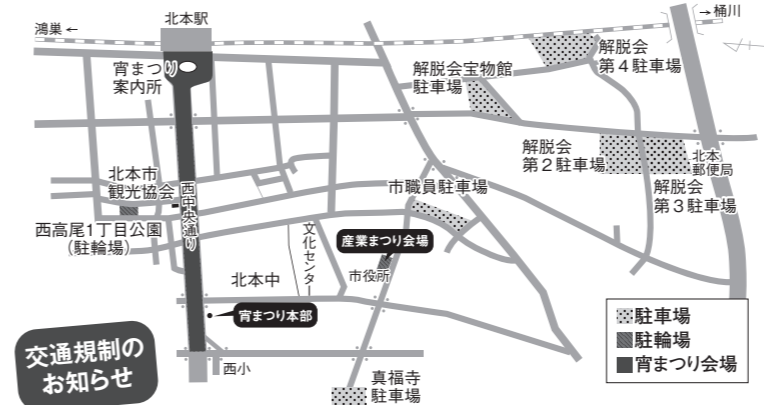 鴻巣 ←
北本駅
→ 桶川
宵まつり
案内所
解脱会宝物館
駐車場
解脱会
第4駐車場
解脱会
第2駐車場
北本
郵便局
解脱会
第3駐車場
北本市
観光協会
西中央通り
市職員駐車場
西高尾1丁目公園
(駐輪場)
文化センター
産業まつり会場
北本中
市役所
宵まつり本部
駐車場
駐輪場
宵まつり会場
交通規制の
お知らせ
西小
真福寺
駐車場